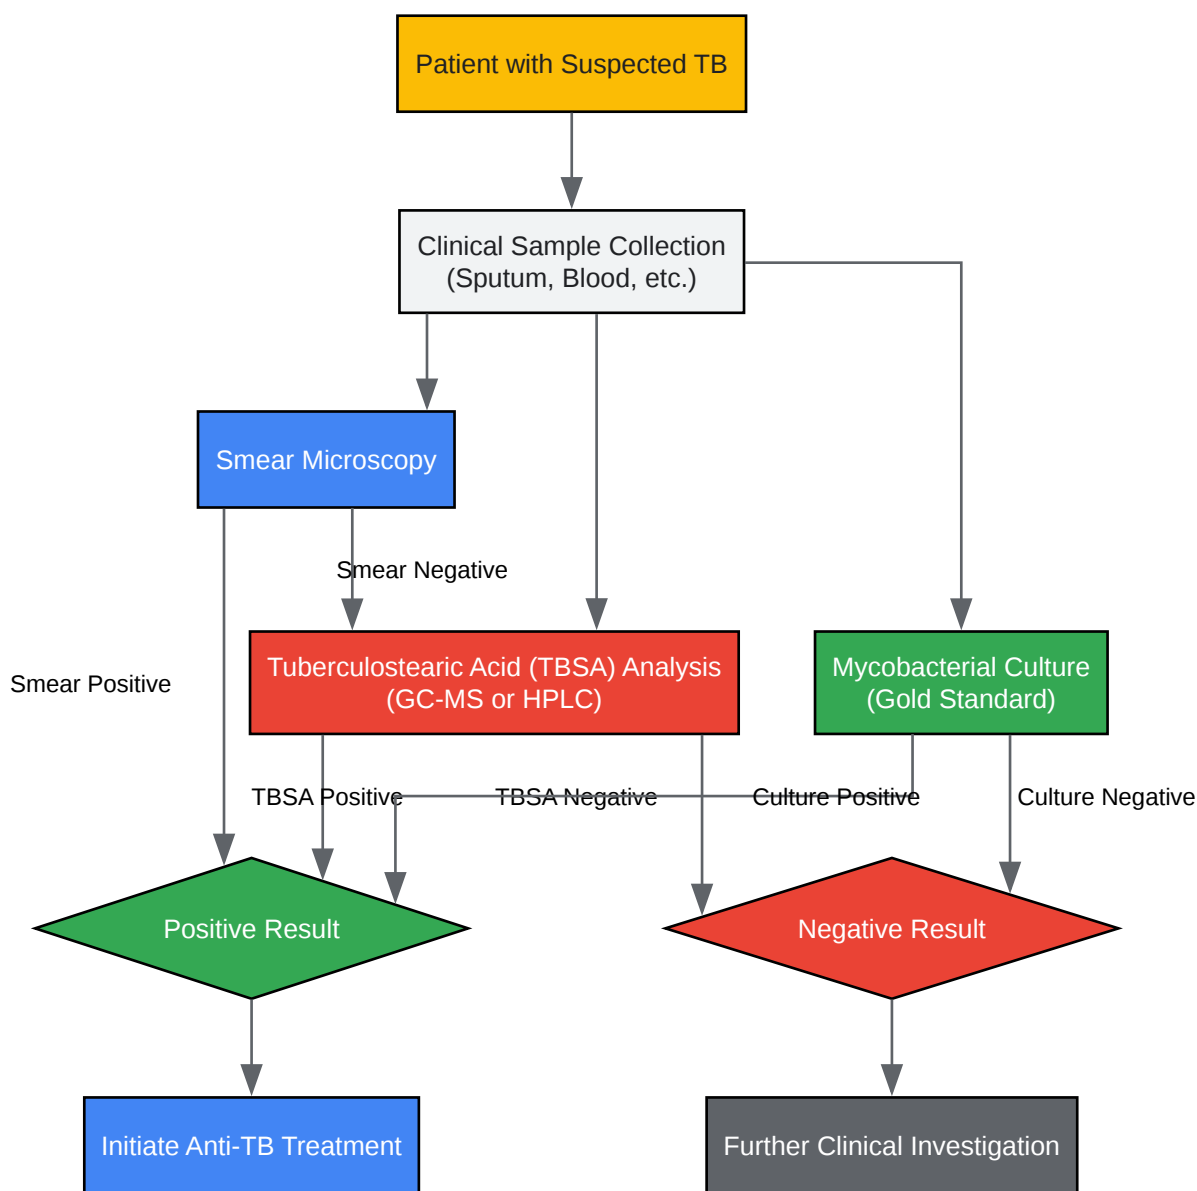 Patient with Suspected TB
Clinical Sample Collection
(Sputum, Blood, etc.)
Smear Microscopy
Smear Negative
Smear Positive
Tuberculostearic Acid (TBSA) Analysis
(GC-MS or HPLC)
Mycobacterial Culture
(Gold Standard)
TBSA Positive
TBSA Negative
Culture Positive
Culture Negative
Positive Result
Negative Result
Initiate Anti-TB Treatment
Further Clinical Investigation